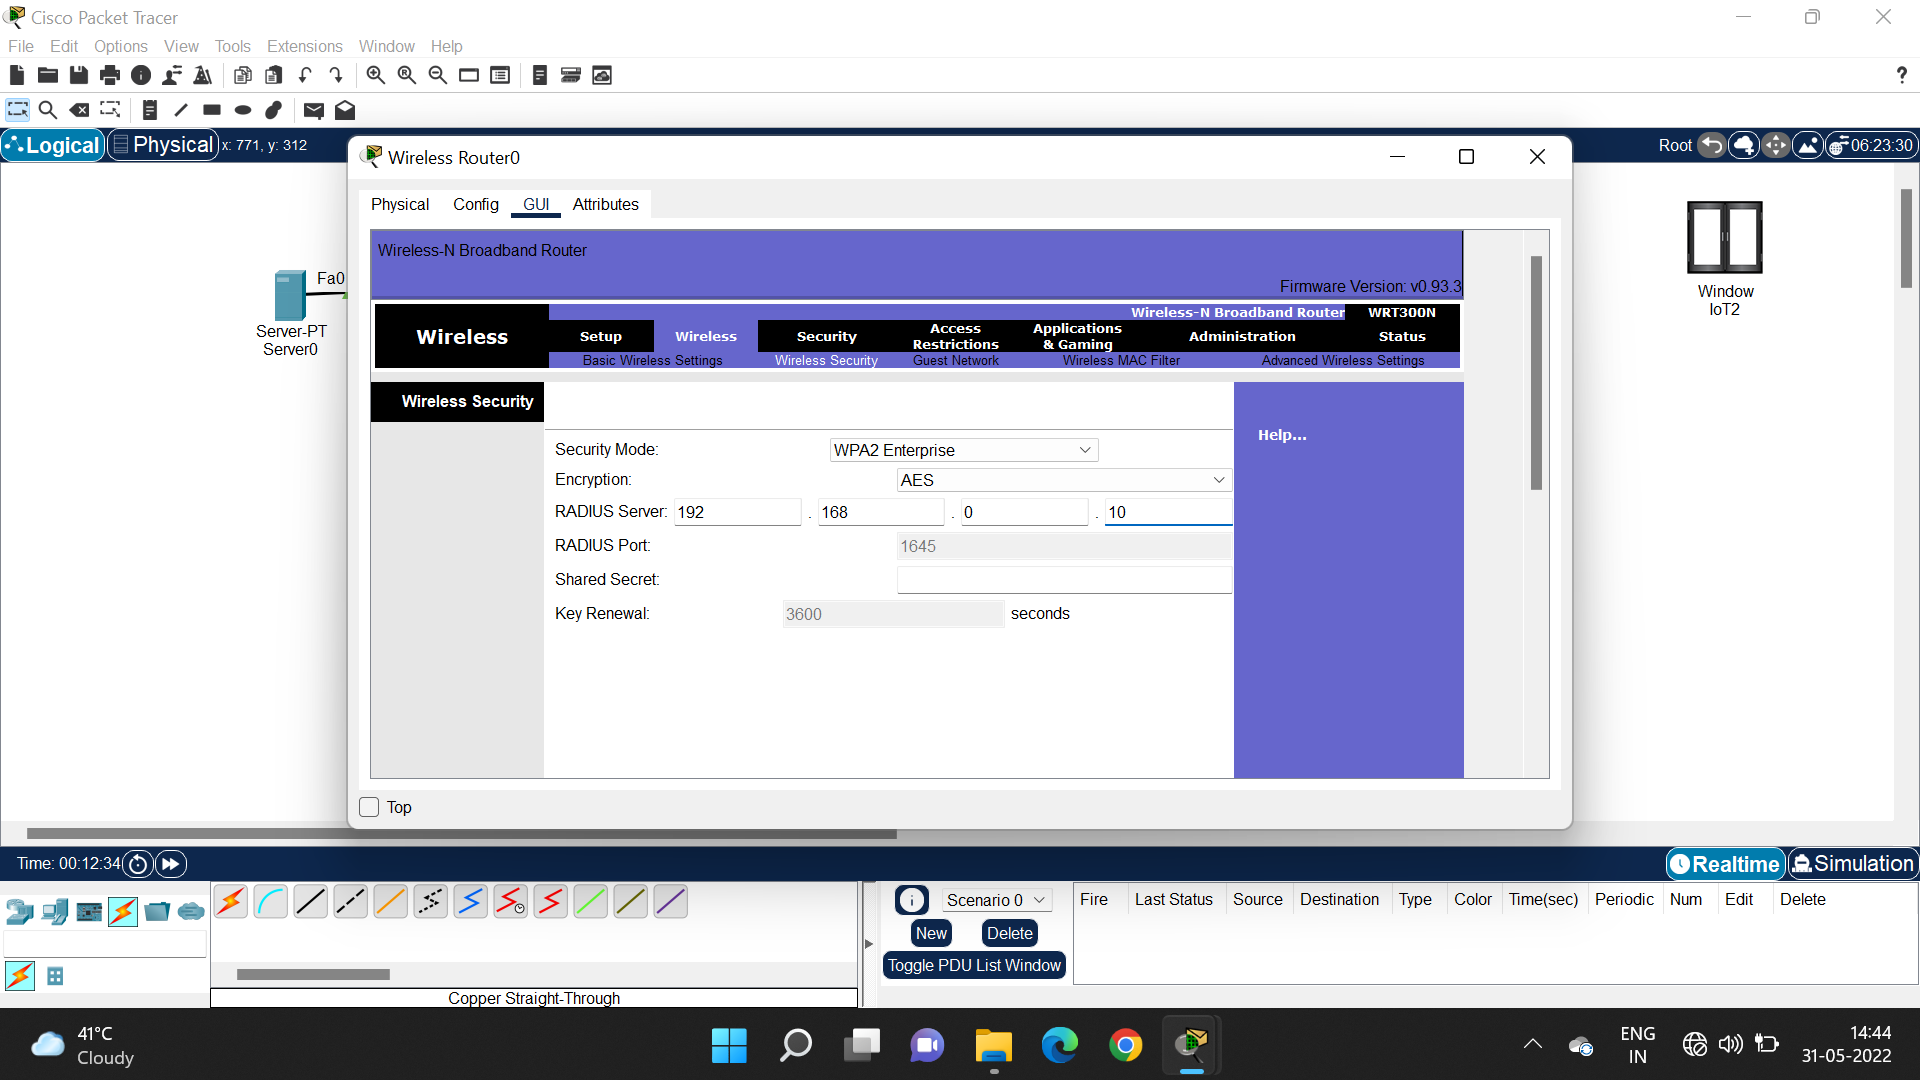 Cisco Packet Tracer
File Edit Options View Tools Extensions Window Help
?
Logical Physical x: 771, y: 312
Root 06:23:30
Wireless Router0
Physical Config GUI Attributes
Wireless-N Broadband Router
Firmware Version: v0.93.3
Wireless-N Broadband Router WRT300N
Wireless
Setup Wireless Security Access Restrictions Applications & Gaming Administration Status
Basic Wireless Settings Wireless Security Guest Network Wireless MAC Filter Advanced Wireless Settings
Wireless Security
Help...
Security Mode: WPA2 Enterprise
Encryption: AES
RADIUS Server: 192 . 168 . 0 . 10
RADIUS Port: 1645
Shared Secret:
Key Renewal: 3600 seconds
Top
Fa0
Server-PT
Server0
Window
IoT2
Time: 00:12:34
Realtime Simulation
Scenario 0
New Delete
Toggle PDU List Window
Fire Last Status Source Destination Type Color Time(sec) Periodic Num Edit Delete
Copper Straight-Through
41°C
Cloudy
ENG
IN
14:44
31-05-2022